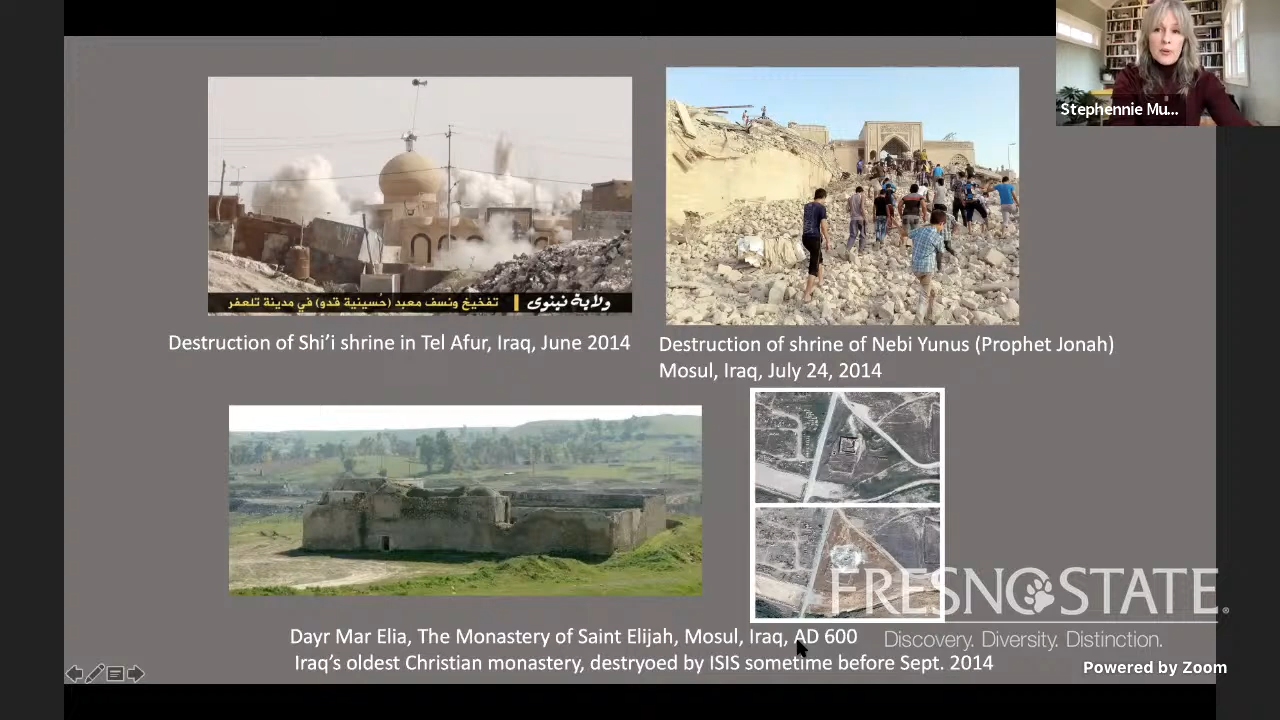 Stephennie Mu...
ولاية نينوى | تفخيخ ونسف معبد (حُسينية قدو) في مدينة تلعفر
Destruction of Shi'i shrine in Tel Afur, Iraq, June 2014
Destruction of shrine of Nebi Yunus (Prophet Jonah)
Mosul, Iraq, July 24, 2014
Dayr Mar Elia, The Monastery of Saint Elijah, Mosul, Iraq, AD 600
Iraq's oldest Christian monastery, destryoed by ISIS sometime before Sept. 2014
FRESNO STATE®
Discovery. Diversity. Distinction.
Powered by Zoom